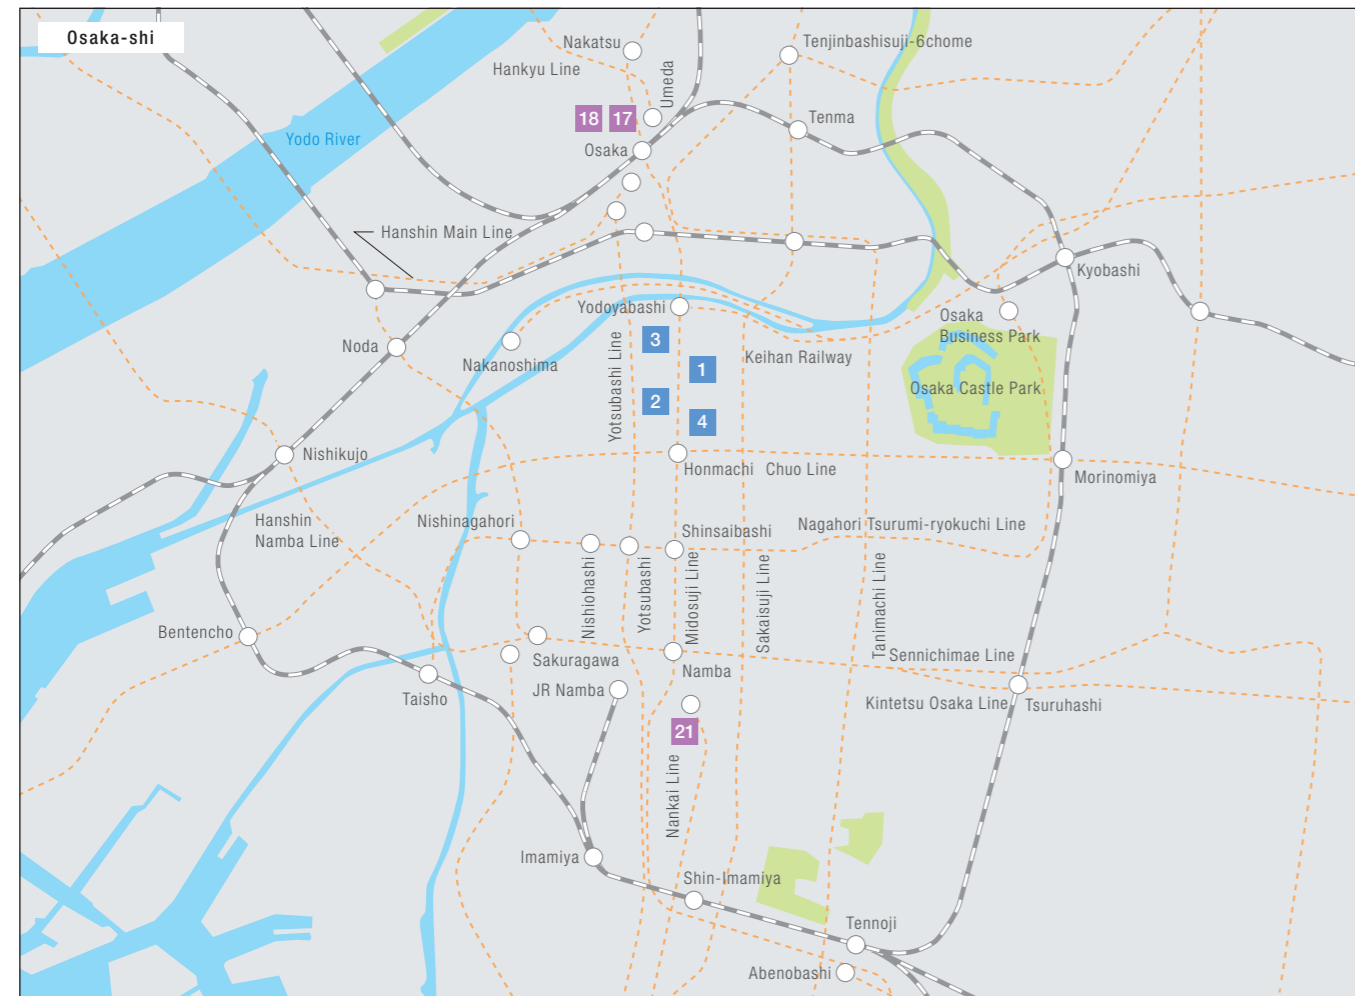 Osaka-shi
Nakatsu
Tenjinbashisuji-6chome
Hankyu Line
Umeda
18
17
Tenma
Yodo River
Osaka
Hanshin Main Line
Kyobashi
Yodoyabashi
Osaka
Business Park
3
Noda
Nakanoshima
Yotsubashi Line
Keihan Railway
1
Osaka Castle Park
2
4
Nishikujo
Honmachi
Chuo Line
Morinomiya
Hanshin
Namba Line
Nishinagahori
Shinsaibashi
Nagahori Tsurumi-ryokuchi Line
Nishiohashi
Yotsubashi
Midosuji Line
Sakaisuji Line
Tanimachi Line
Bentencho
Sakuragawa
Namba
Sennichimae Line
Taisho
JR Namba
Kintetsu Osaka Line
Tsuruhashi
21
Nankai Line
Imamiya
Shin-Imamiya
Tennoji
Abenobashi